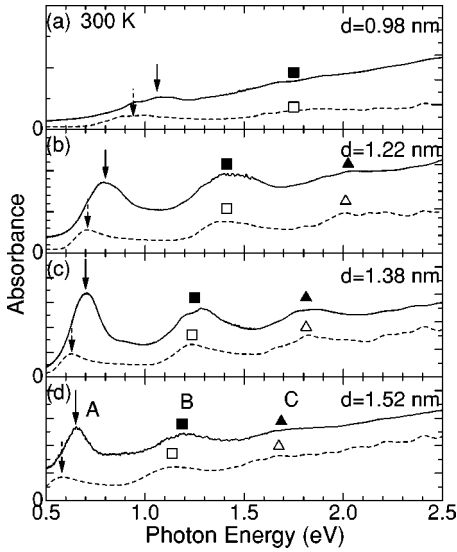 (a) 300 K d=0.98 nm
0
(b) d=1.22 nm
0
(c) d=1.38 nm
0
(d) A B C d=1.52 nm
0
0.5 1.0 1.5 2.0 2.5
Photon Energy (eV)
Absorbance